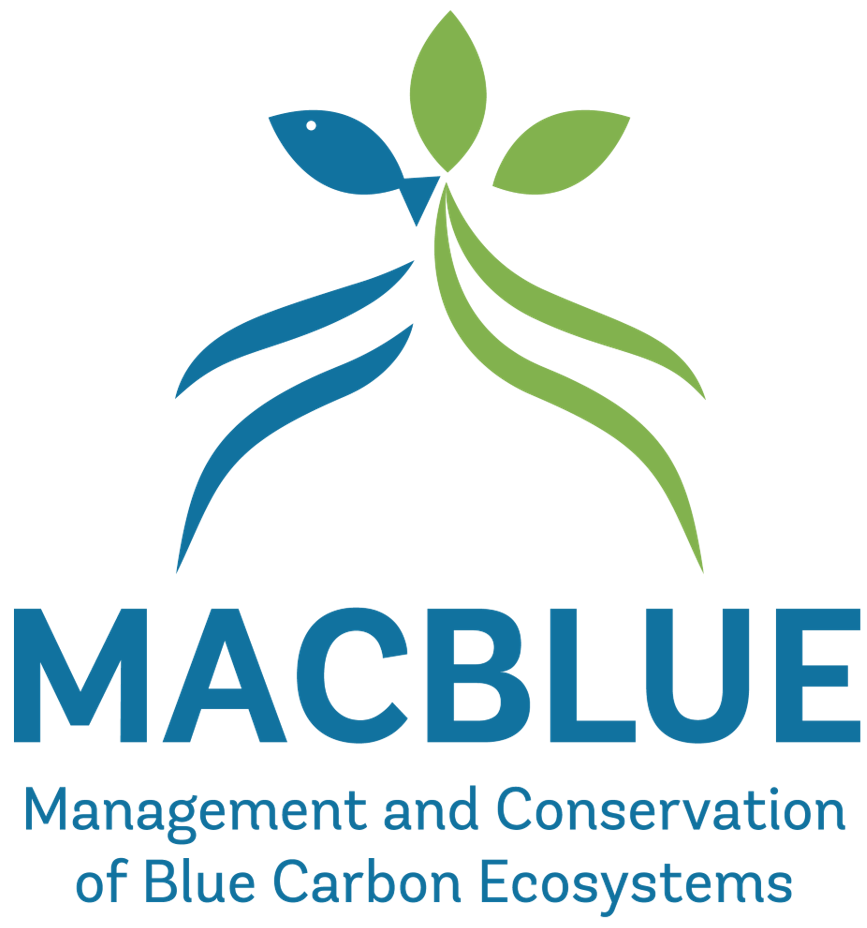 MACBLUE
Management and Conservation
of Blue Carbon Ecosystems